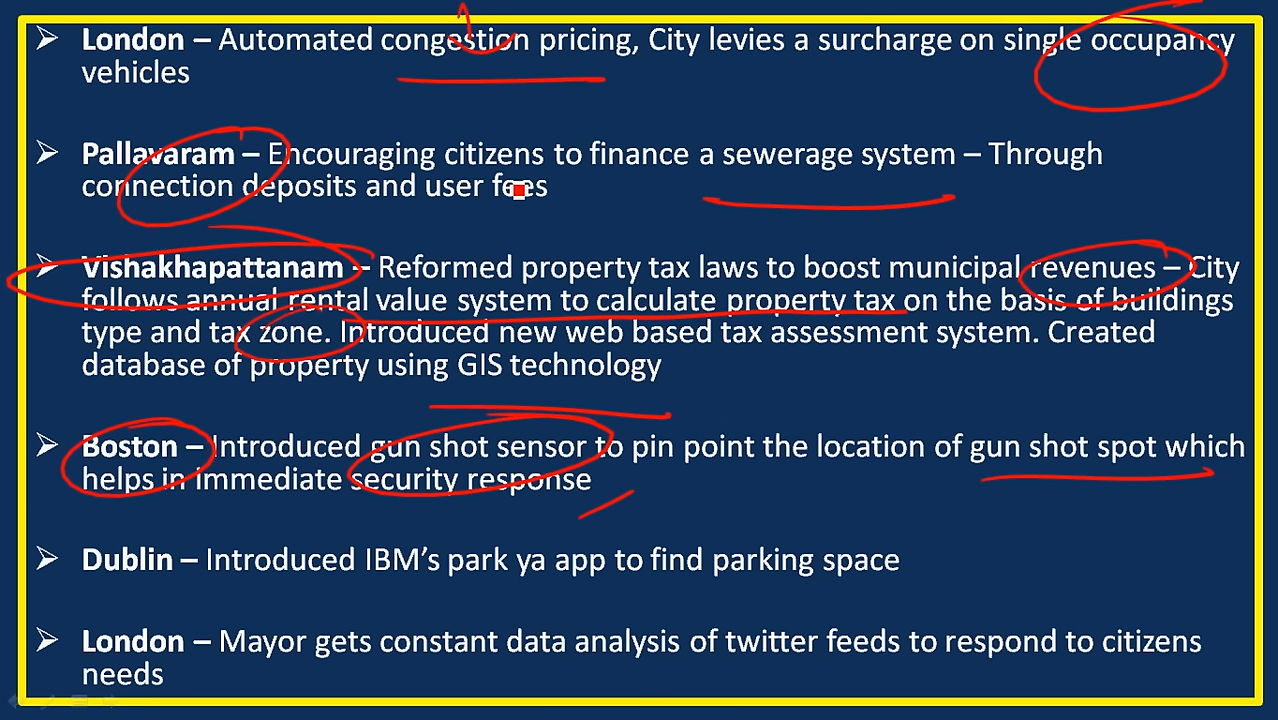 ➢ London – Automated congestion pricing, City levies a surcharge on single occupancy
vehicles
➢ Pallavaram – Encouraging citizens to finance a sewerage system – Through
connection deposits and user fees
➢ Vishakhapattanam – Reformed property tax laws to boost municipal revenues – City
follows annual rental value system to calculate property tax on the basis of buildings
type and tax zone. Introduced new web based tax assessment system. Created
database of property using GIS technology
➢ Boston – Introduced gun shot sensor to pin point the location of gun shot spot which
helps in immediate security response
➢ Dublin – Introduced IBM’s park ya app to find parking space
➢ London – Mayor gets constant data analysis of twitter feeds to respond to citizens
needs